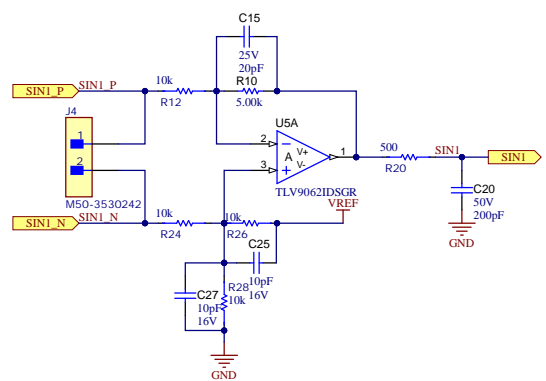 C15
25V
20pF
10k
R10
SIN1_P
SIN1_P
R12
5.00k
J4
U5A
1
2
2
3
A
V+
V-
1
500
SIN1
SIN1
R20
TLV9062IDSGR
M50-3530242
VREF
C20
50V
200pF
SIN1_N
SIN1_N
10k
10k
R24
R26
GND
C25
10pF
16V
R28
10k
C27
10pF
16V
GND